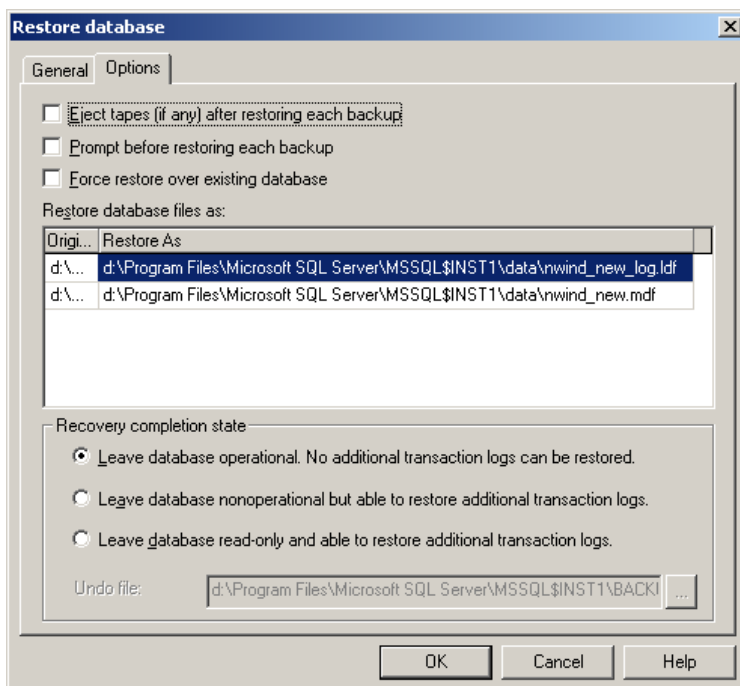 Restore database
General
Options
Eject tapes (if any) after restoring each backup
Prompt before restoring each backup
Force restore over existing database
Restore database files as:
Origi... Restore As
d:\... d:\Program Files\Microsoft SQL Server\MSSQL$INST1\data\nwind_new_log.ldf
d:\... d:\Program Files\Microsoft SQL Server\MSSQL$INST1\data\nwind_new.mdf
Recovery completion state
Leave database operational. No additional transaction logs can be restored.
Leave database nonoperational but able to restore additional transaction logs.
Leave database read-only and able to restore additional transaction logs.
Undo file: d:\Program Files\Microsoft SQL Server\MSSQL$INST1\BACKI ...
OK Cancel Help